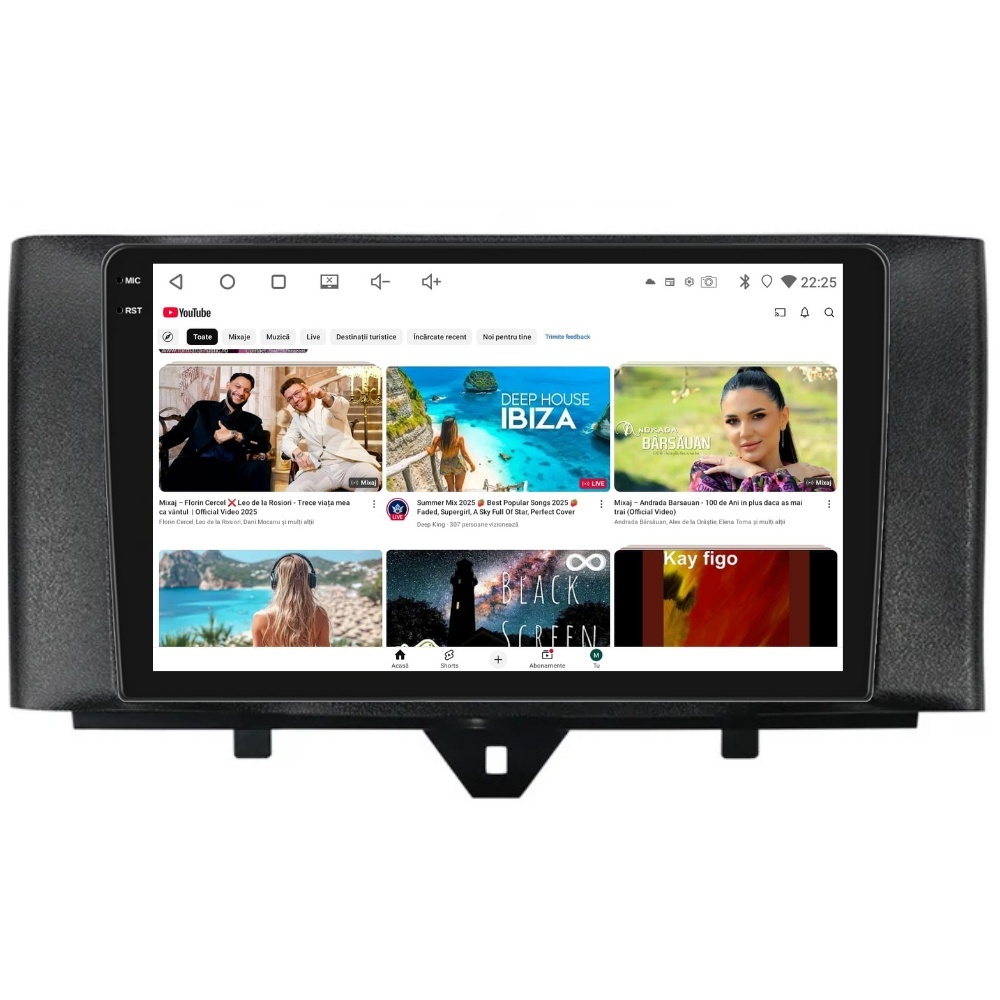 MIC
RST
22:25
YouTube
Toate Mixaje Muzică Live Destinații turistice Încărcate recent Noi pentru tine Trimite feedback
Mixaj
DEEP HOUSE
IBIZA
LIVE
ANDRADA
BÂRSĂUAN
Mixaj
Mixaj – Florin Cercel ❌ Leo de la Rosiori - Trece viața mea
ca vântul | Official Video 2025
Florin Cercel, Leo de la Roșiori, Dani Mocanu și mulți alții
LIVE
Summer Mix 2025 🍓 Best Popular Songs 2025 🍓
Faded, Supergirl, A Sky Full Of Star, Perfect Cover
Deep King · 307 persoane vizionează
Mixaj – Andrada Barsauan - 100 de Ani in plus daca as mai
trai (Official Video)
Andrada Bârsăuan, Alex de la Orăștie, Elena Toma și mulți alții
BLACK
SCREEN
Kay figo
Acasă Shorts Abonamente M Tu